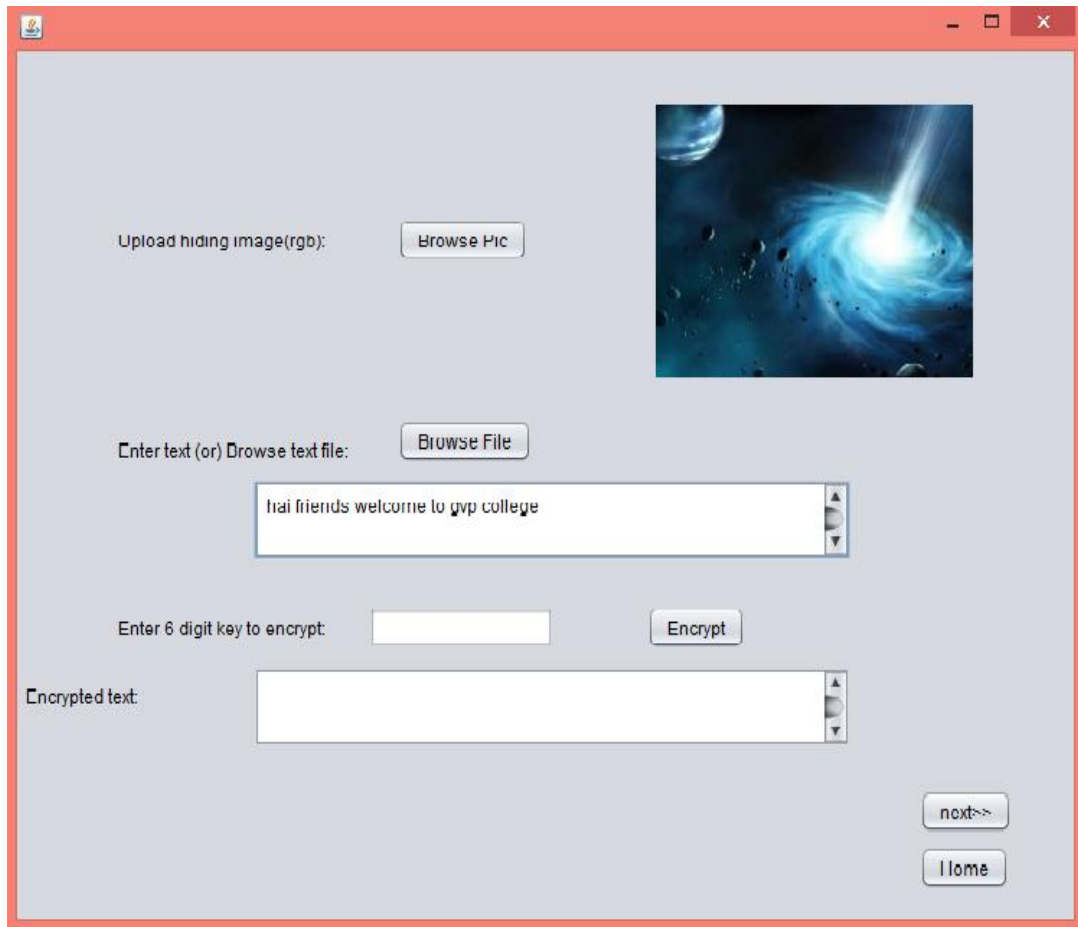 Upload hiding image(rgb):
Browse Pic
Enter text (or) Browse text file:
Browse File
hai friends welcome to gvp college
Enter 6 digit key to encrypt:
Encrypt
Encrypted text:
next>>
Home